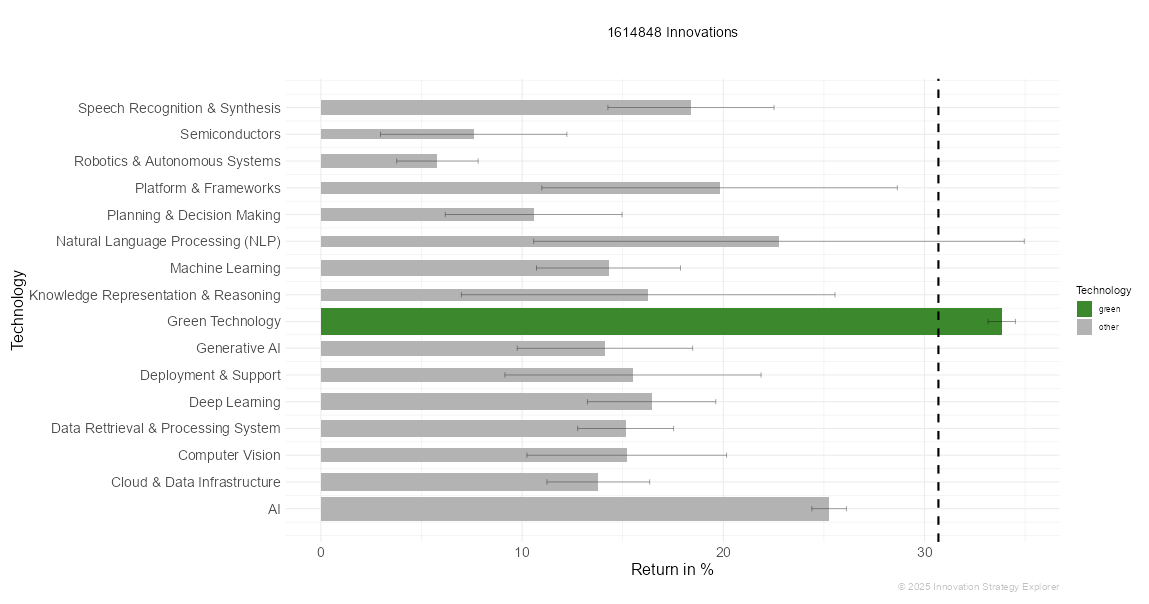 1614848 Innovations
Technology
Speech Recognition & Synthesis
Semiconductors
Robotics & Autonomous Systems
Platform & Frameworks
Planning & Decision Making
Natural Language Processing (NLP)
Machine Learning
Knowledge Representation & Reasoning
Green Technology
Generative AI
Deployment & Support
Deep Learning
Data Rettrieval & Processing System
Computer Vision
Cloud & Data Infrastructure
AI
0 10 20 30
Return in %
Technology
green
other
© 2025 Innovation Strategy Explorer